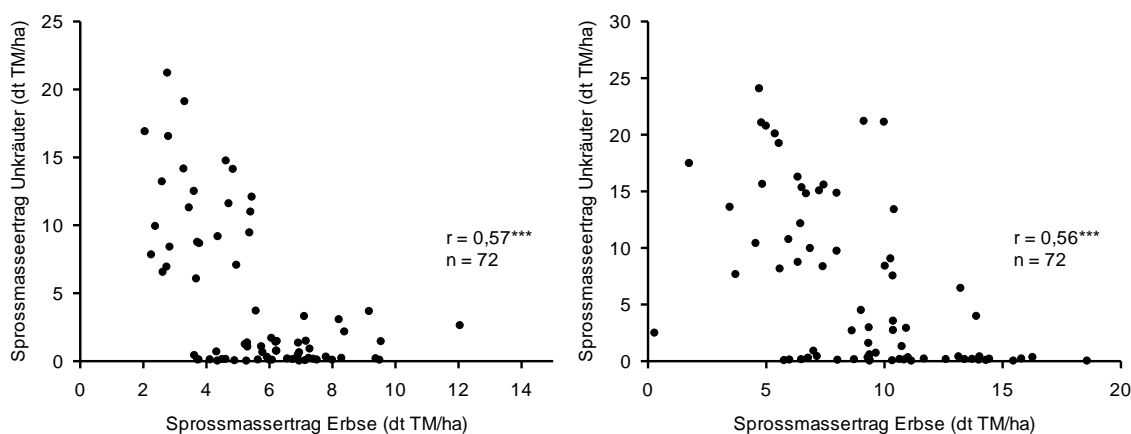 Sprossmasseertrag Unkräuter (dt TM/ha)
25
20
15
10
5
0
r = 0,57***
n = 72
0 2 4 6 8 10 12 14
Sprossmassertrag Erbse (dt TM/ha)
Sprossmasseertrag Unkräuter (dt TM/ha)
30
25
20
15
10
5
0
r = 0,56***
n = 72
0 5 10 15 20
Sprossmassertrag Erbse (dt TM/ha)